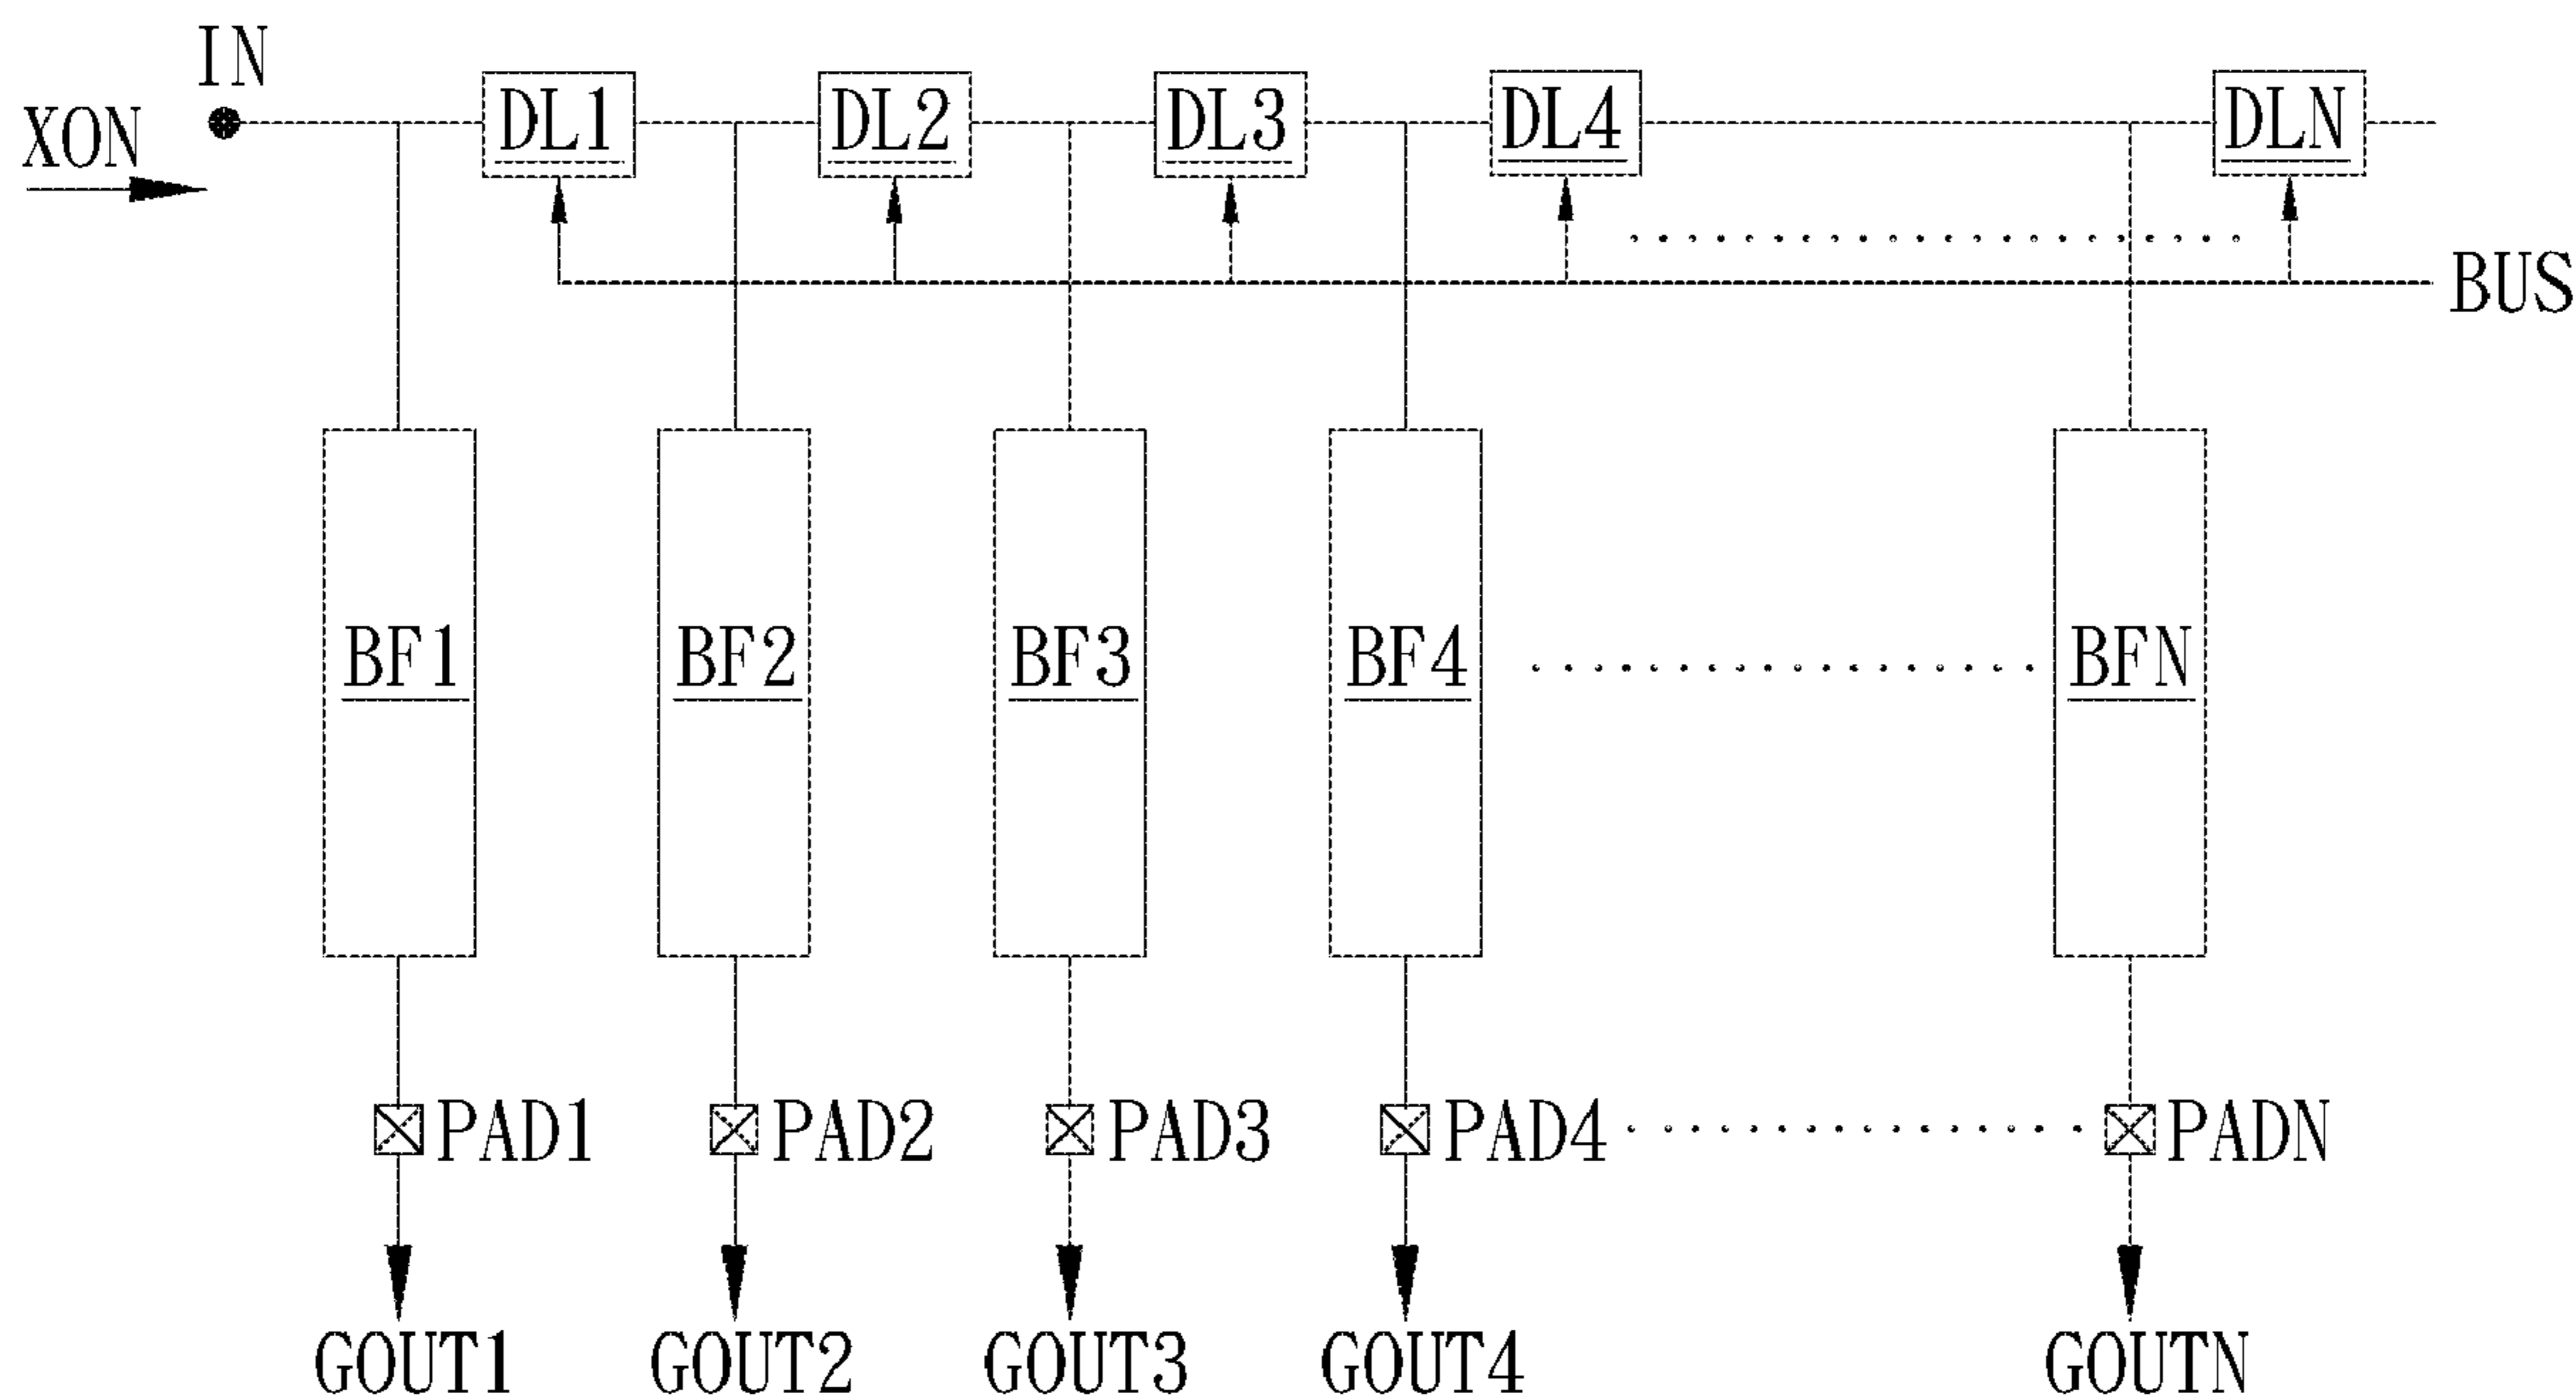 IN
XON
DL1 DL2 DL3 DL4 DLN
BUS
BF1 BF2 BF3 BF4 BFN
PAD1 PAD2 PAD3 PAD4 PADN
GOUT1 GOUT2 GOUT3 GOUT4 GOUTN